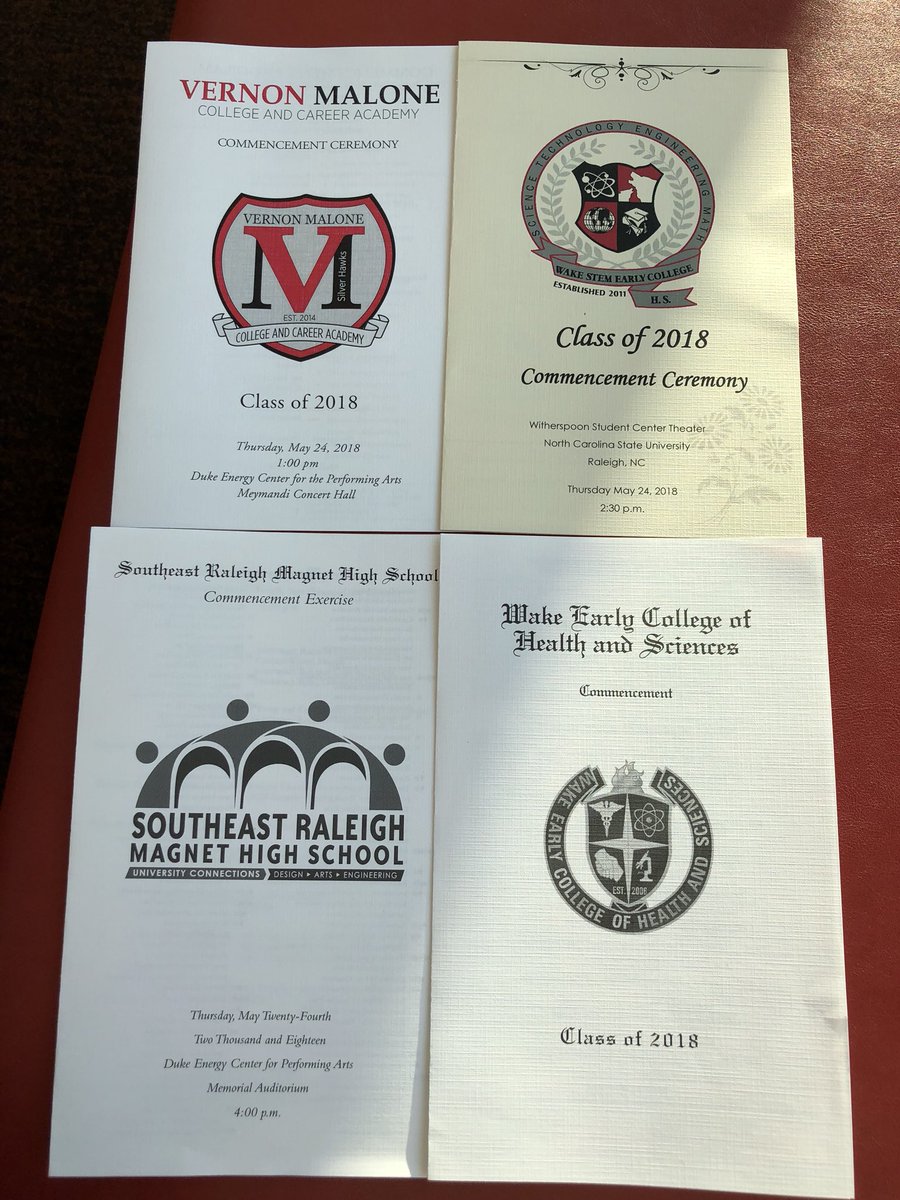 VERNON MALONE
COLLEGE AND CAREER ACADEMY
COMMENCEMENT CEREMONY
VERNON MALONE
VM
Silver Hawks
EST. 2014
COLLEGE AND CAREER ACADEMY
Class of 2018
Thursday, May 24, 2018
1:00 pm
Duke Energy Center for the Performing Arts
Meymandi Concert Hall
SCIENCE TECHNOLOGY ENGINEERING MATH
WAKE STEM EARLY COLLEGE
H.S.
ESTABLISHED 2011
Class of 2018
Commencement Ceremony
Witherspoon Student Center Theater
North Carolina State University
Raleigh, NC
Thursday May 24, 2018
2:30 p.m.
Southeast Raleigh Magnet High School
Commencement Exercise
SOUTHEAST RALEIGH
MAGNET HIGH SCHOOL
UNIVERSITY CONNECTIONS DESIGN ▸ ARTS ▸ ENGINEERING
Thursday, May Twenty-Fourth
Two Thousand and Eighteen
Duke Energy Center for Performing Arts
Memorial Auditorium
4:00 p.m.
Wake Early College of
Health and Sciences
Commencement
WAKE EARLY COLLEGE OF HEALTH AND SCIENCES
EST. 2006
Class of 2018